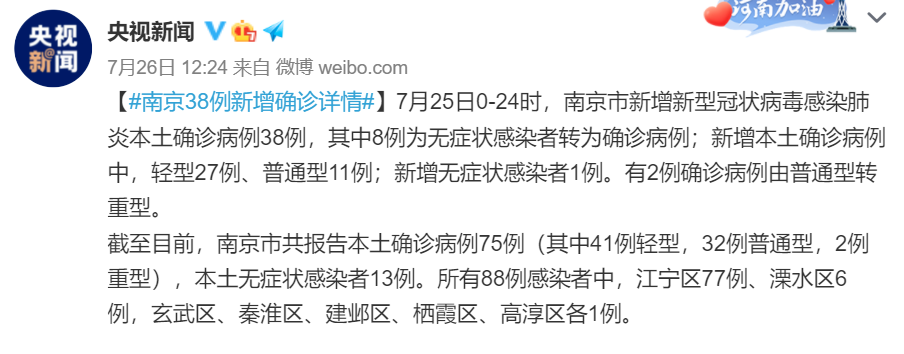 河南加油
央视新闻
央视
新闻
7月26日 12:24 来自 微博 weibo.com
【#南京38例新增确诊详情#】7月25日0-24时，南京市新增新型冠状病毒感染肺
炎本土确诊病例38例，其中8例为无症状感染者转为确诊病例；新增本土确诊病例
中，轻型27例、普通型11例；新增无症状感染者1例。有2例确诊病例由普通型转
重型。
截至目前，南京市共报告本土确诊病例75例（其中41例轻型，32例普通型，2例
重型），本土无症状感染者13例。所有88例感染者中，江宁区77例、溧水区6
例，玄武区、秦淮区、建邺区、栖霞区、高淳区各1例。